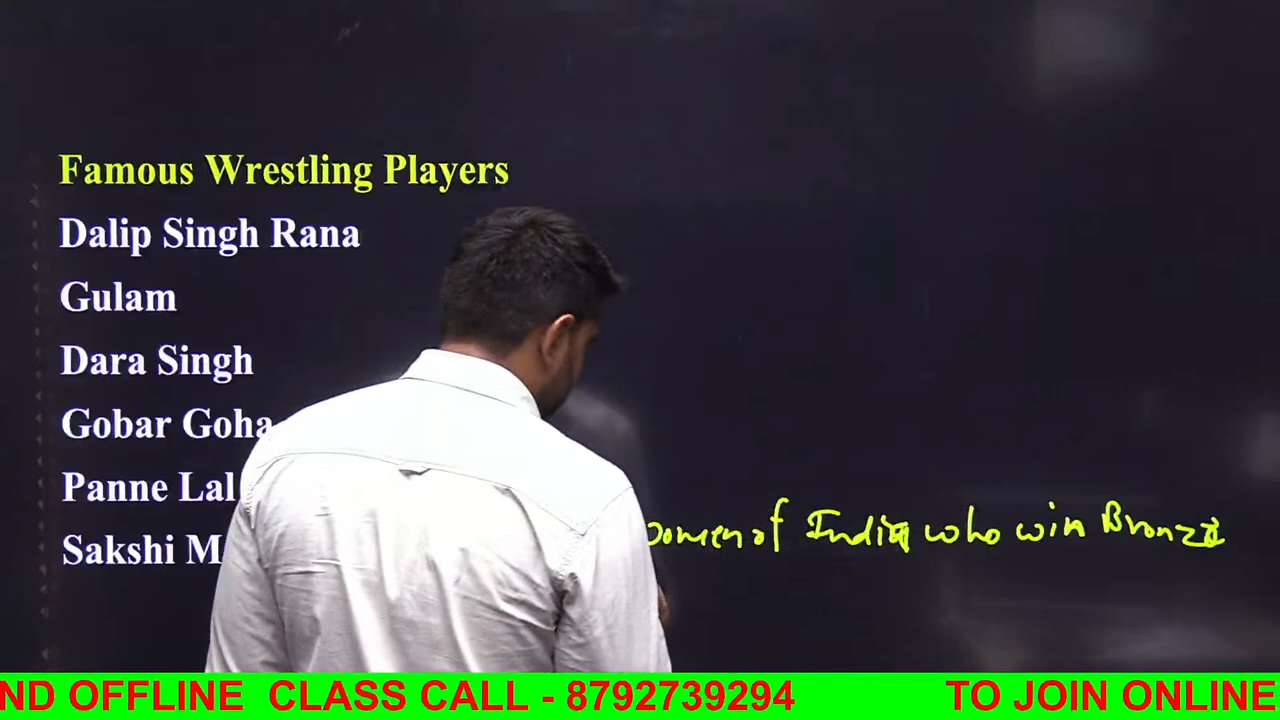 Famous Wrestling Players
Dalip Singh Rana
Gulam
Dara Singh
Gobar Goha
Panne Lal
Sakshi M
women of India who win Bronze
ND OFFLINE CLASS CALL - 8792739294 TO JOIN ONLINE